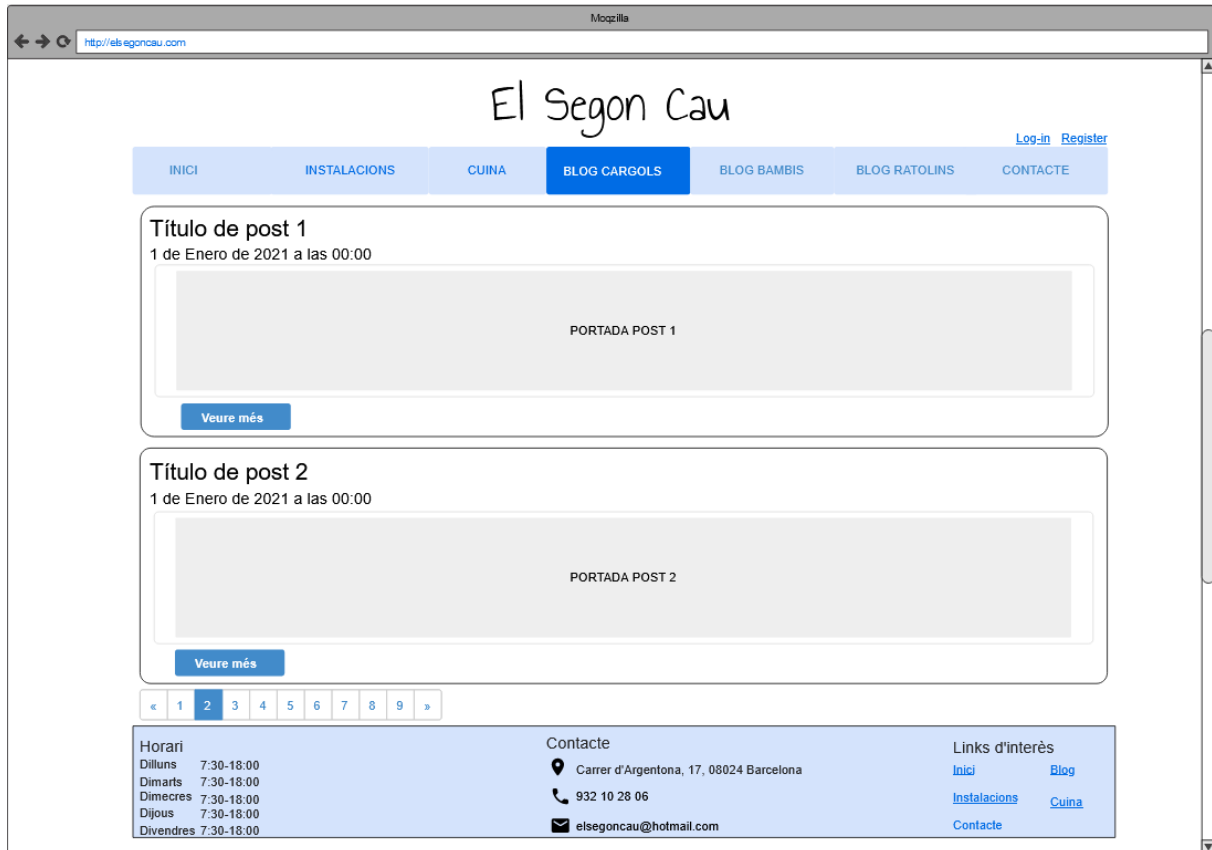 Moqzilla
http://elsegoncau.com
El Segon Cau
Log-in Register
INICI INSTALACIONS CUINA BLOG CARGOLS BLOG BAMBIS BLOG RATOLINS CONTACTE
Título de post 1
1 de Enero de 2021 a las 00:00
PORTADA POST 1
Veure més
Título de post 2
1 de Enero de 2021 a las 00:00
PORTADA POST 2
Veure més
« 1 2 3 4 5 6 7 8 9 »
Horari
Dilluns 7:30-18:00
Dimarts 7:30-18:00
Dimecres 7:30-18:00
Dijous 7:30-18:00
Divendres 7:30-18:00
Contacte
Carrer d'Argentona, 17, 08024 Barcelona
932 10 28 06
elsegoncau@hotmail.com
Links d'interès
Inici Blog
Instalacions Cuina
Contacte